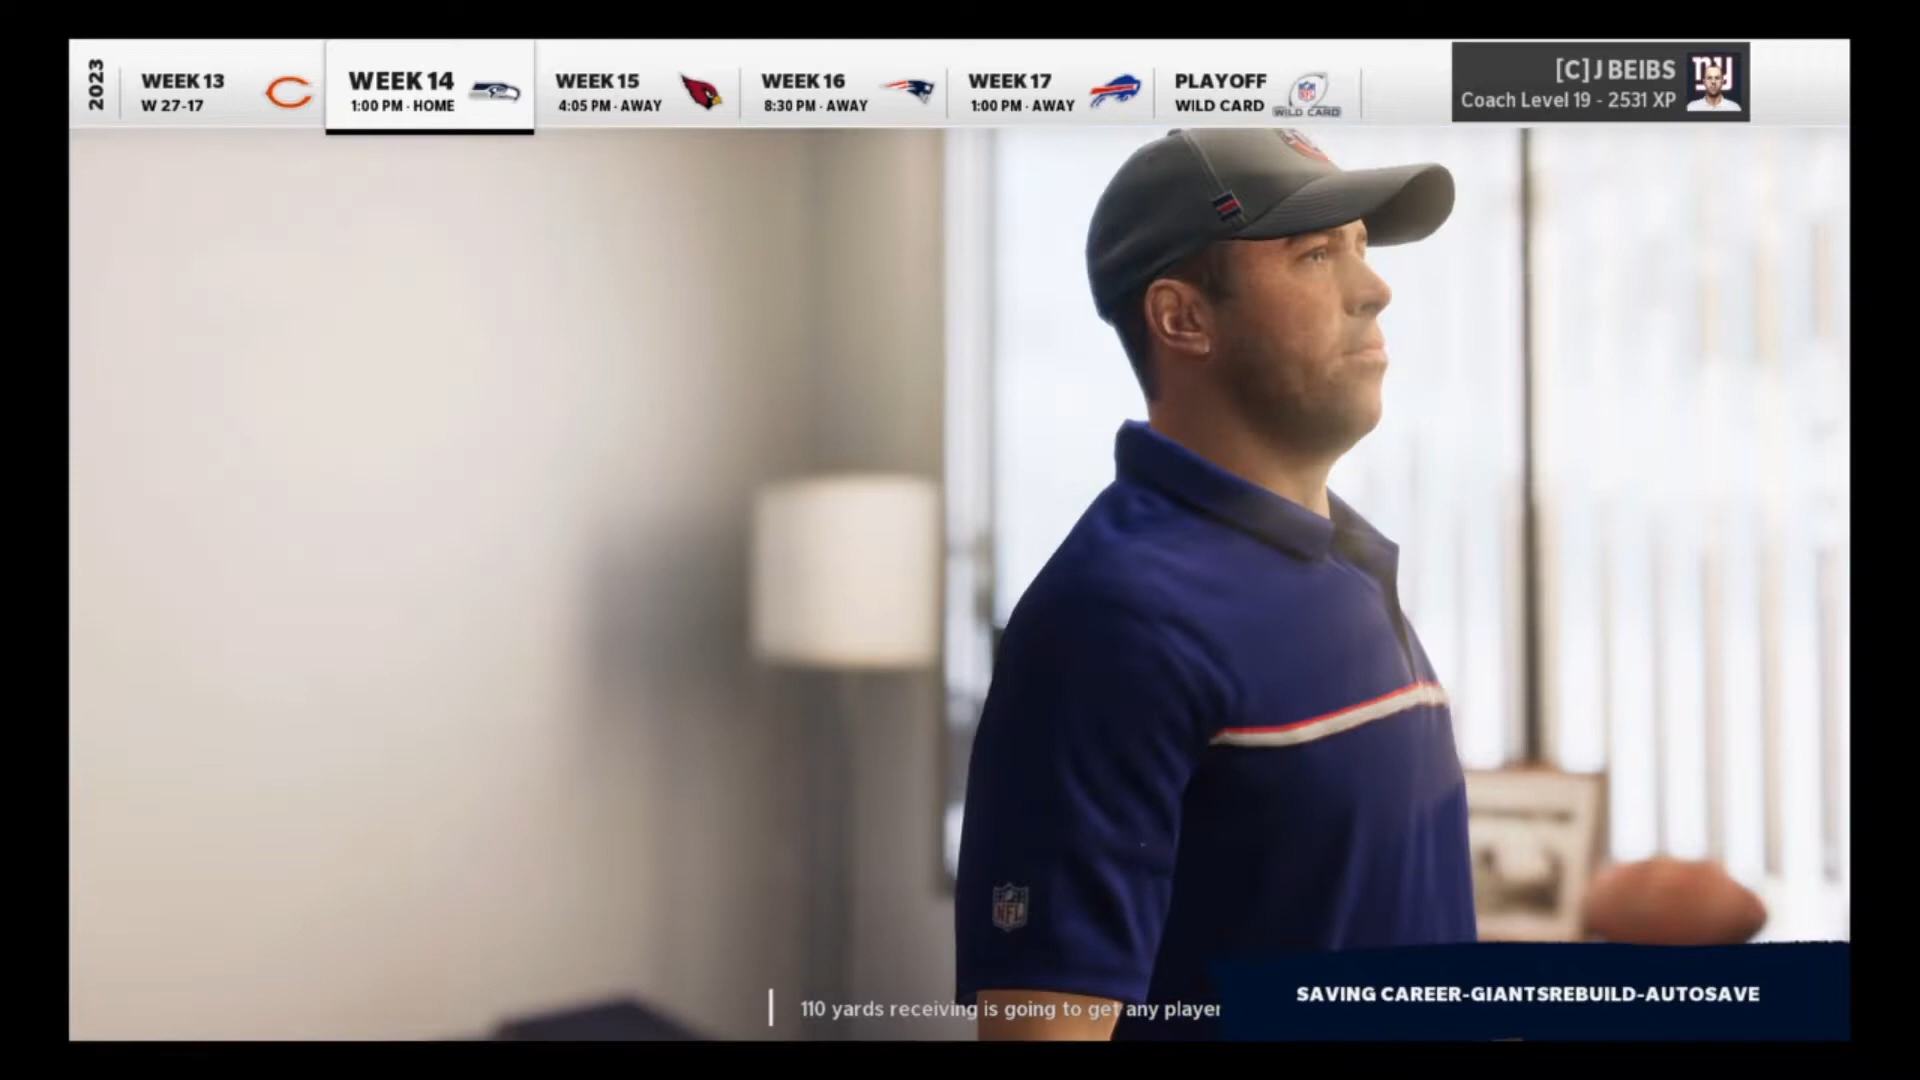 2023
WEEK 13
W 27-17
WEEK 14
1:00 PM · HOME
WEEK 15
4:05 PM · AWAY
WEEK 16
8:30 PM · AWAY
WEEK 17
1:00 PM · AWAY
PLAYOFF
WILD CARD
NFL
WILD CARD
[C] J BEIBS
Coach Level 19 - 2531 XP
ny
NFL
110 yards receiving is going to get any player
SAVING CAREER-GIANTSREBUILD-AUTOSAVE